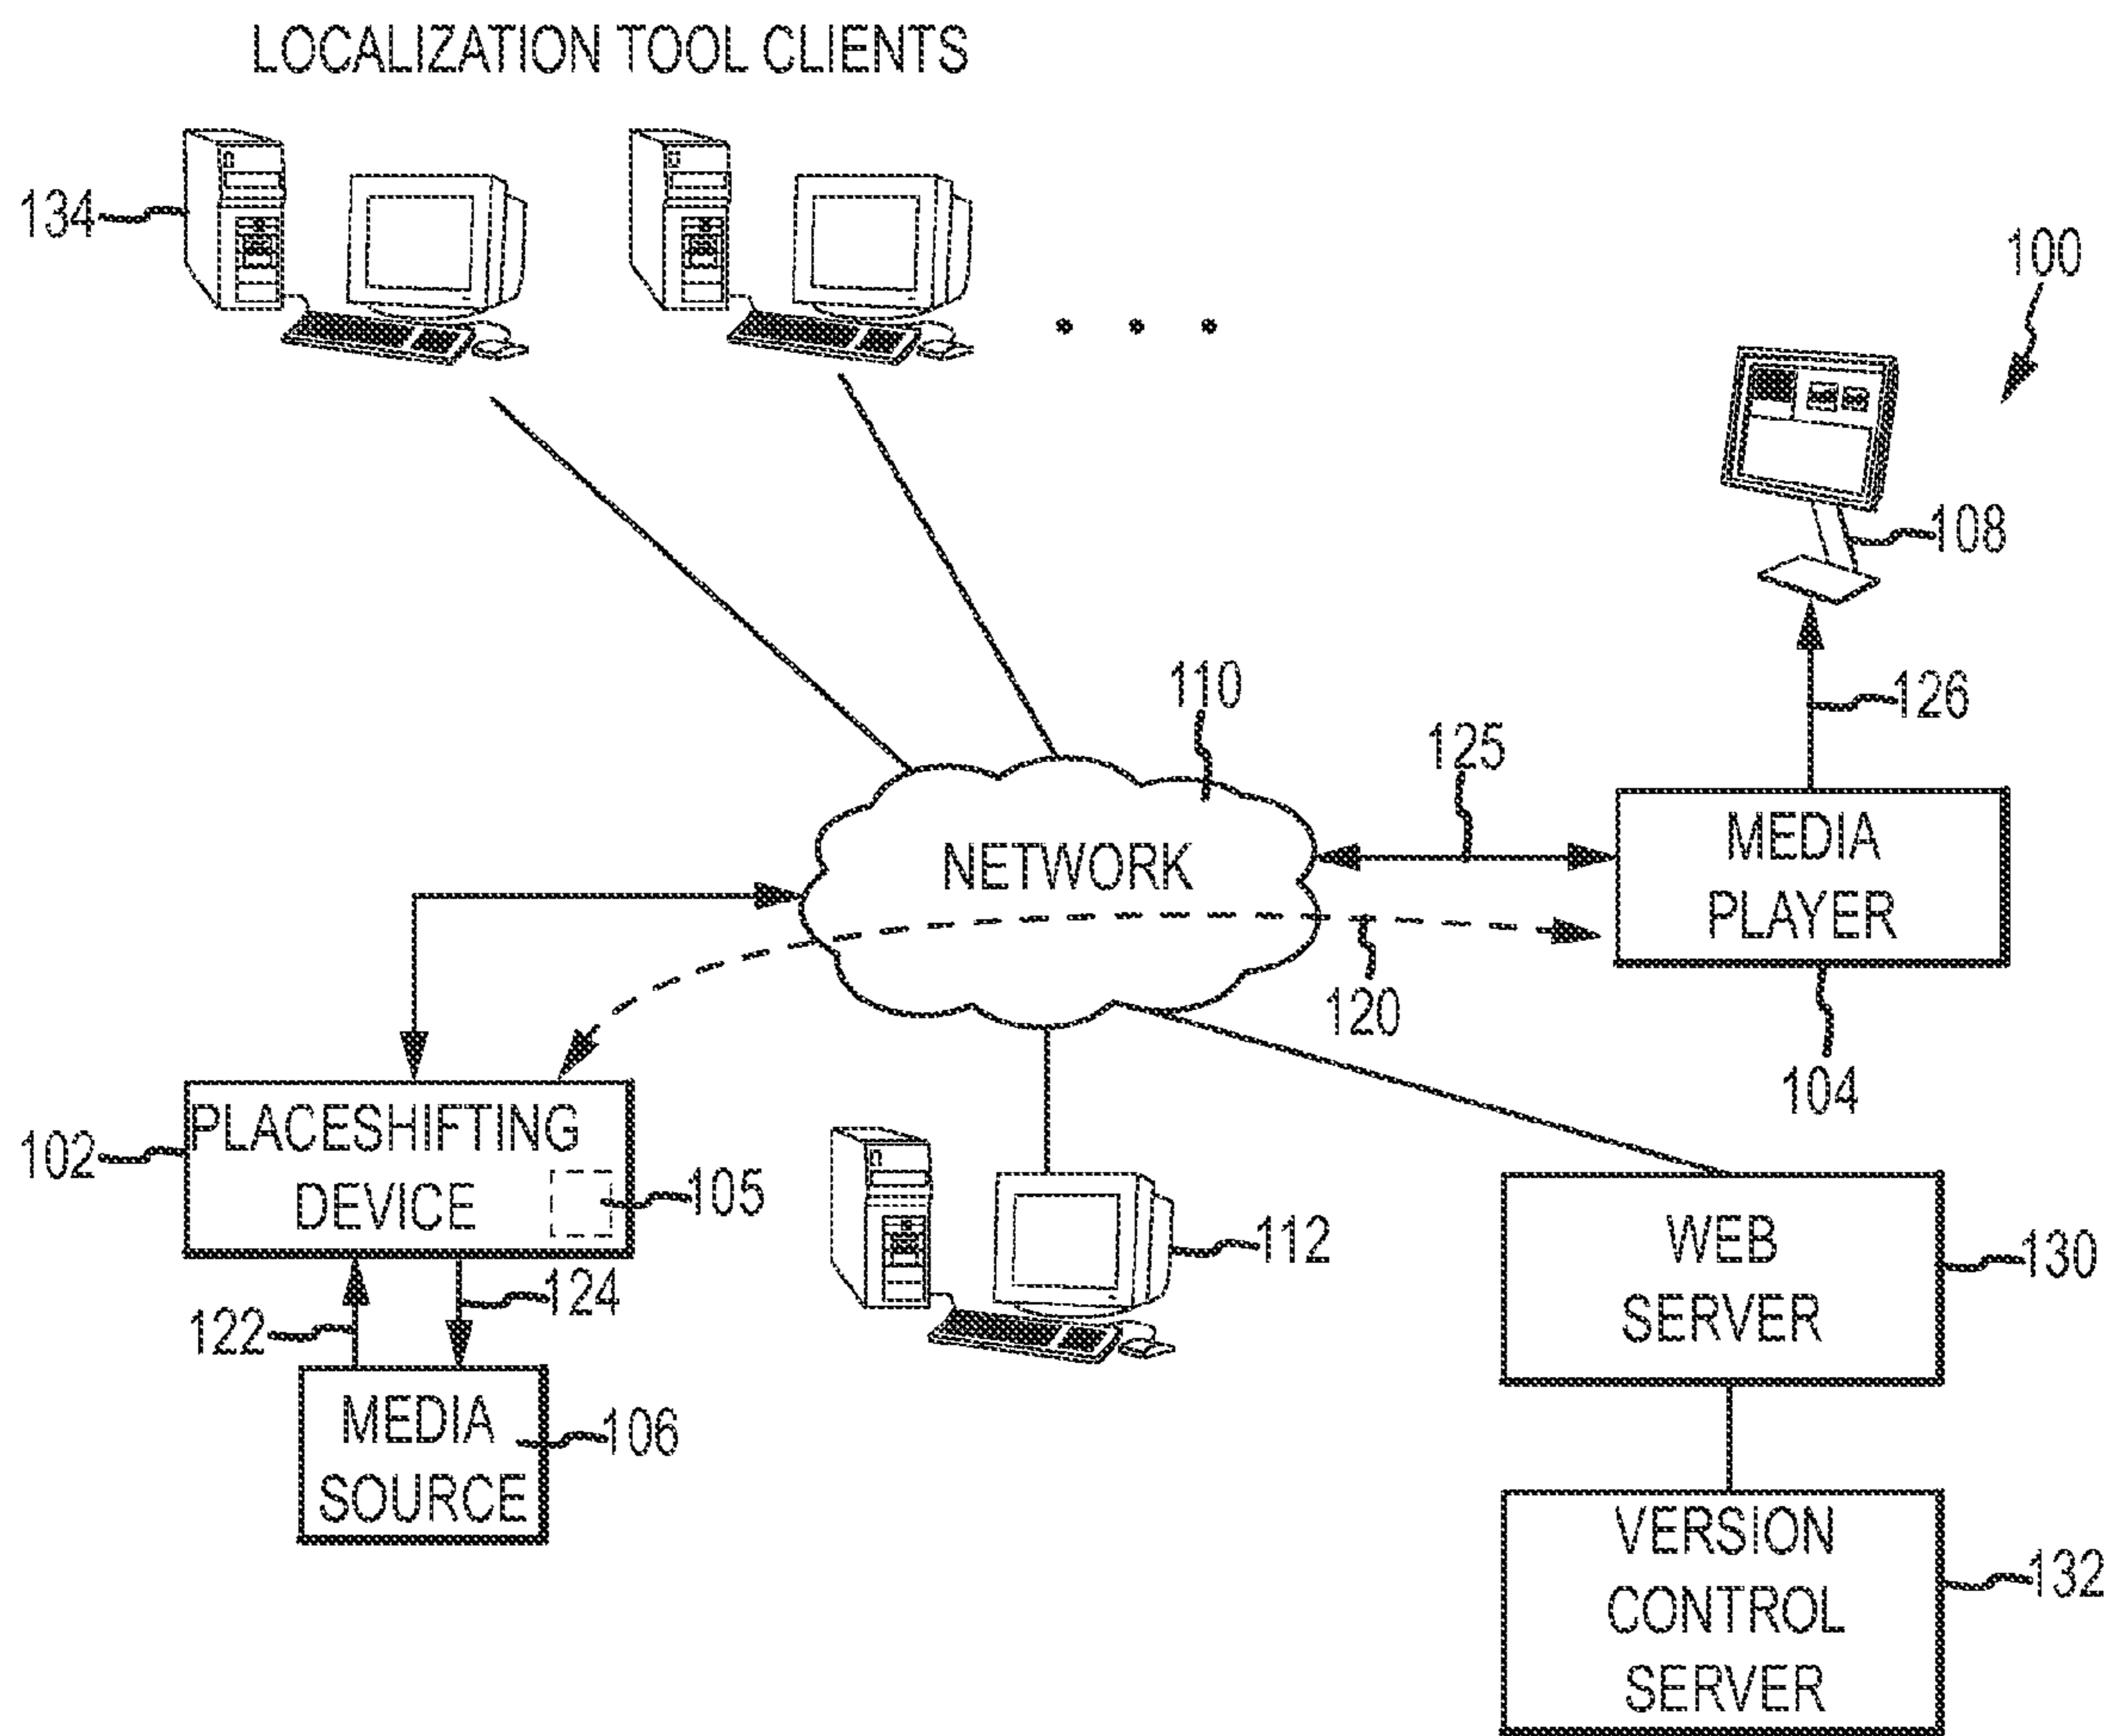 LOCALIZATION TOOL CLIENTS
134
100
108
110
126
125
NETWORK
MEDIA
PLAYER
120
104
PLACESHIFTING
DEVICE
102
105
112
WEB
SERVER
130
122
124
MEDIA
SOURCE
106
VERSION
CONTROL
SERVER
132